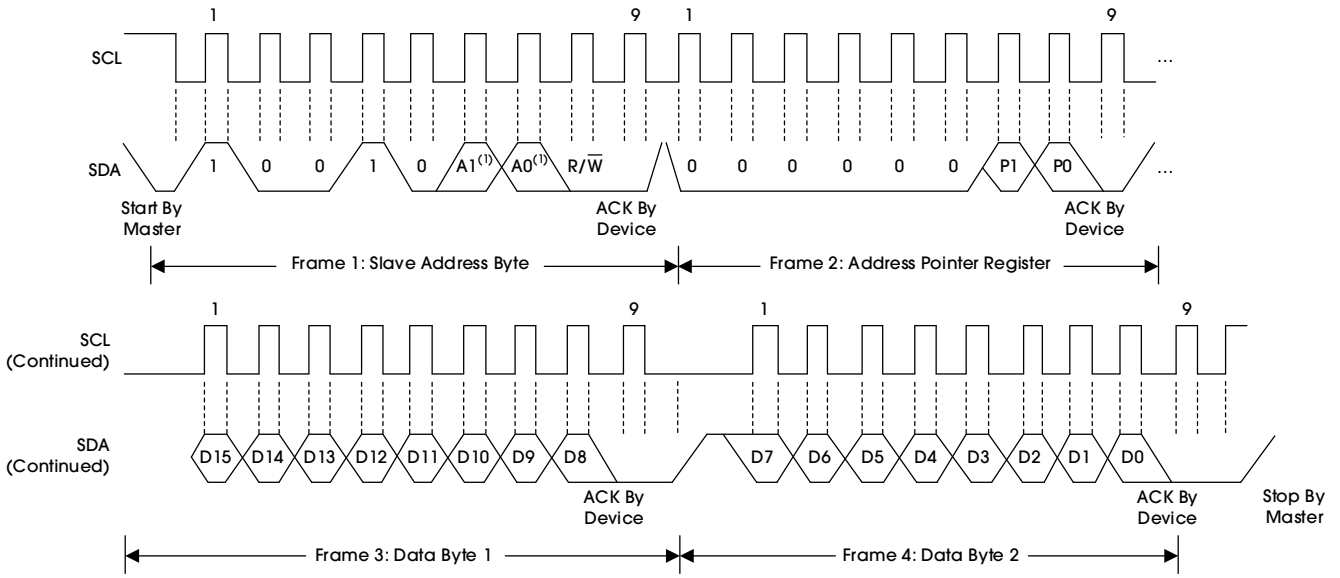 1 9 1 9
SCL ...
SDA 1 0 0 1 0 A1(1) A0(1) R/W̅ 0 0 0 0 0 0 P1 P0 ...
Start By Master
ACK By Device
ACK By Device
Frame 1: Slave Address Byte
Frame 2: Address Pointer Register
1 9 1 9
SCL (Continued)
SDA (Continued) D15 D14 D13 D12 D11 D10 D9 D8 D7 D6 D5 D4 D3 D2 D1 D0
ACK By Device
ACK By Device
Stop By Master
Frame 3: Data Byte 1
Frame 4: Data Byte 2